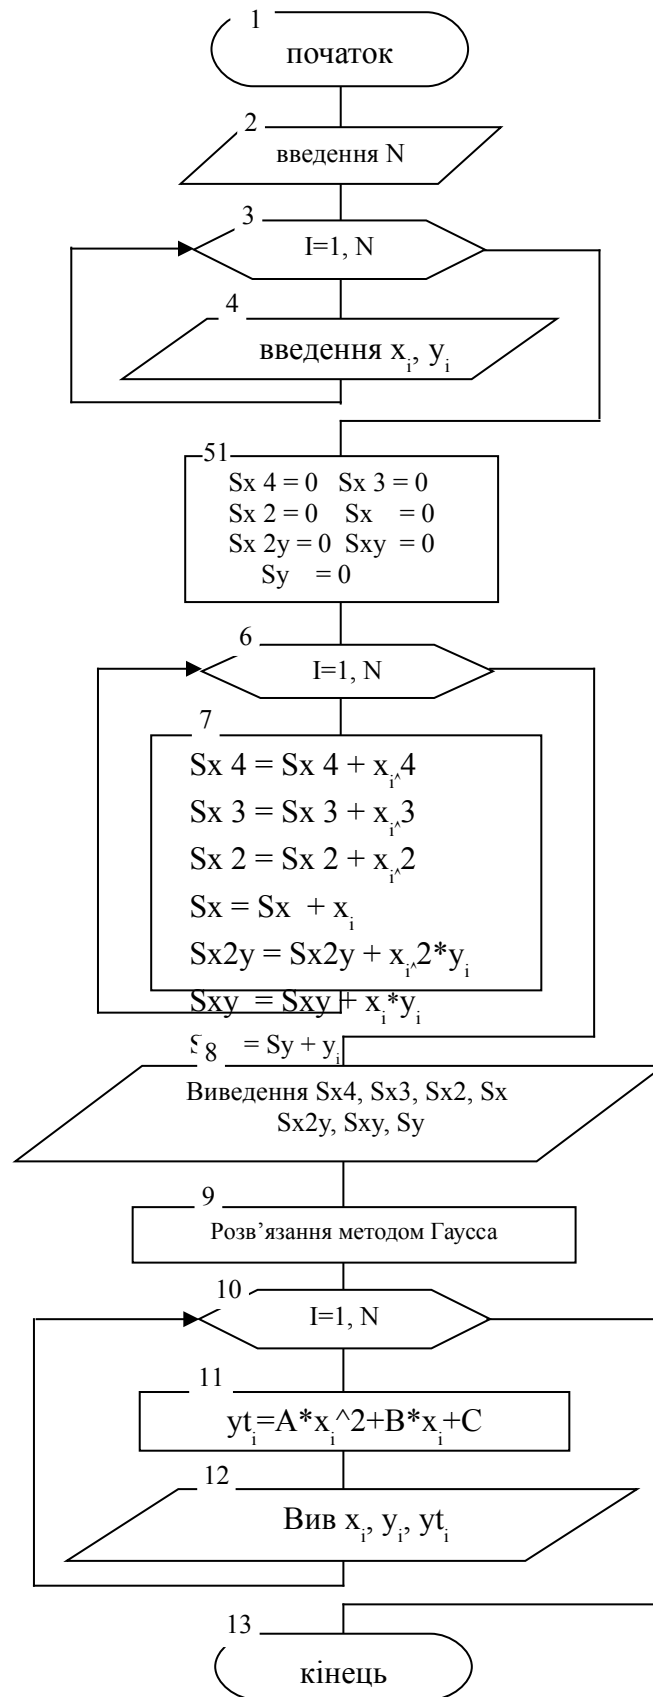 1
початок
2
введення N
3
I=1, N
4
введення xi, yi
51
Sx 4 = 0 Sx 3 = 0
Sx 2 = 0 Sx = 0
Sx 2y = 0 Sxy = 0
Sy = 0
6
I=1, N
7
Sx 4 = Sx 4 + xi^4
Sx 3 = Sx 3 + xi^3
Sx 2 = Sx 2 + xi^2
Sx = Sx + xi
Sx2y = Sx2y + xi^2*yi
Sxy = Sxy + xi*yi
S = Sy + yi
8
Виведення Sx4, Sx3, Sx2, Sx
Sx2y, Sxy, Sy
9
Розв’язання методом Гаусса
10
I=1, N
11
yti=A*xi^2+B*xi+C
12
Вив xi, yi, yti
13
кінець